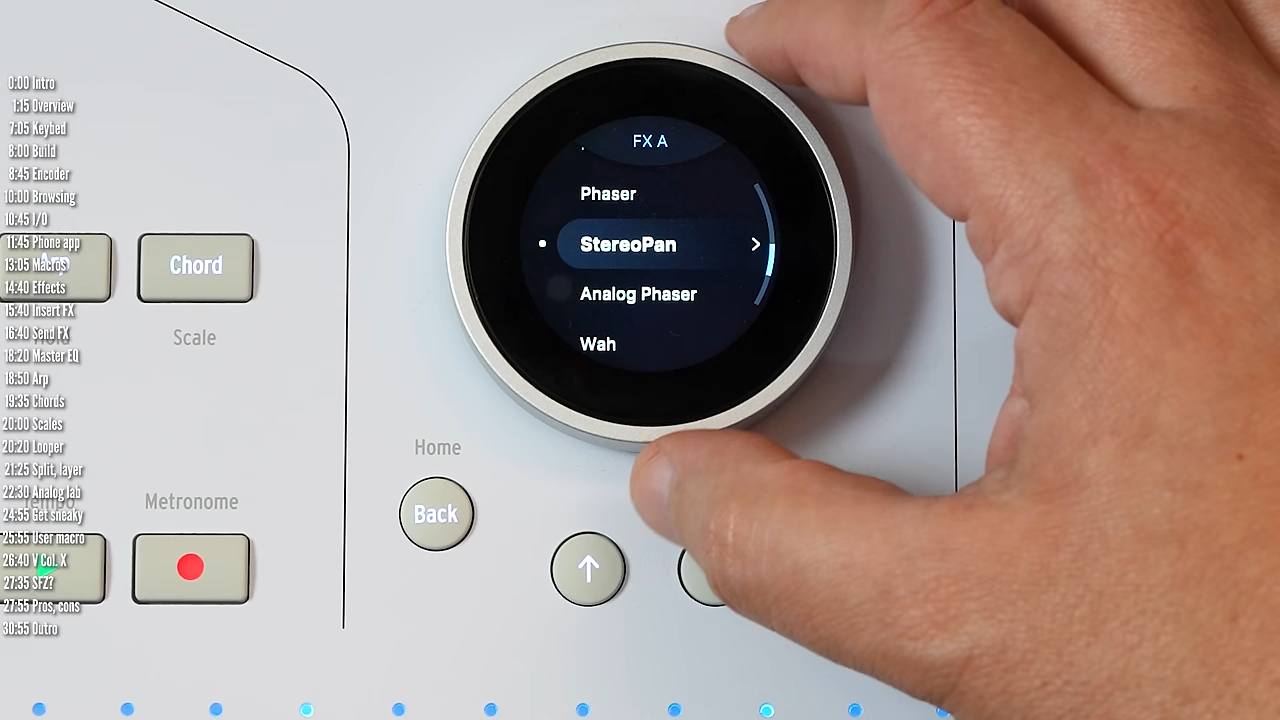 0:00 Intro
1:15 Overview
7:05 Keybed
8:00 Build
8:45 Encoder
10:00 Browsing
10:45 I/O
11:45 Phone app
13:05 Macros
14:40 Effects
15:40 Insert FX
16:40 Send FX
18:20 Master EQ
18:50 Arp
19:35 Chords
20:00 Scales
20:20 Looper
21:25 Split, layer
22:30 Analog lab
24:55 Get sneaky
25:55 User macro
26:40 V Col. X
27:35 SFZ?
27:55 Pros, cons
30:55 Outro
Arp
Chord
Hold
Scale
Tempo
Metronome
FX A
Phaser
StereoPan
Analog Phaser
Wah
Home
Back